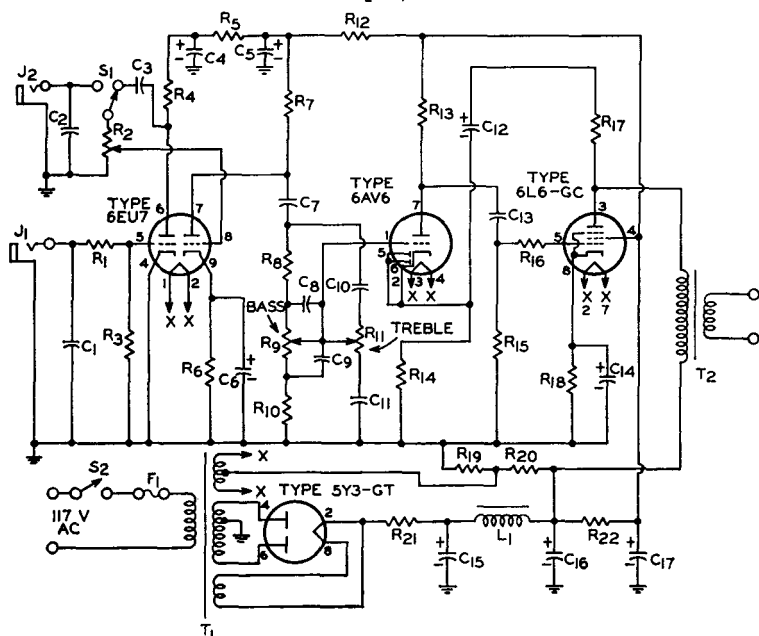 R5
R12
C4
C5
J2
S1
C3
R4
R7
R13
C12
R17
C2
R2
TYPE
6EU7
TYPE
6AV6
TYPE
6L6-GC
C7
C13
J1
R1
R3
R8
C8
C10
R16
BASS
R9
R11
TREBLE
C9
C1
R6
C6
R10
C11
R14
R15
R18
C14
T2
6 7
5 8
4 9
1 2
X X
7
1
5
6
2 3 4
X X
3
5 4
8
X X
2 7
S2
F1
117 V
AC
X
X
R19
R20
TYPE 5Y3-GT
4 2
6 8
R21
L1
R22
C15
C16
C17
T1